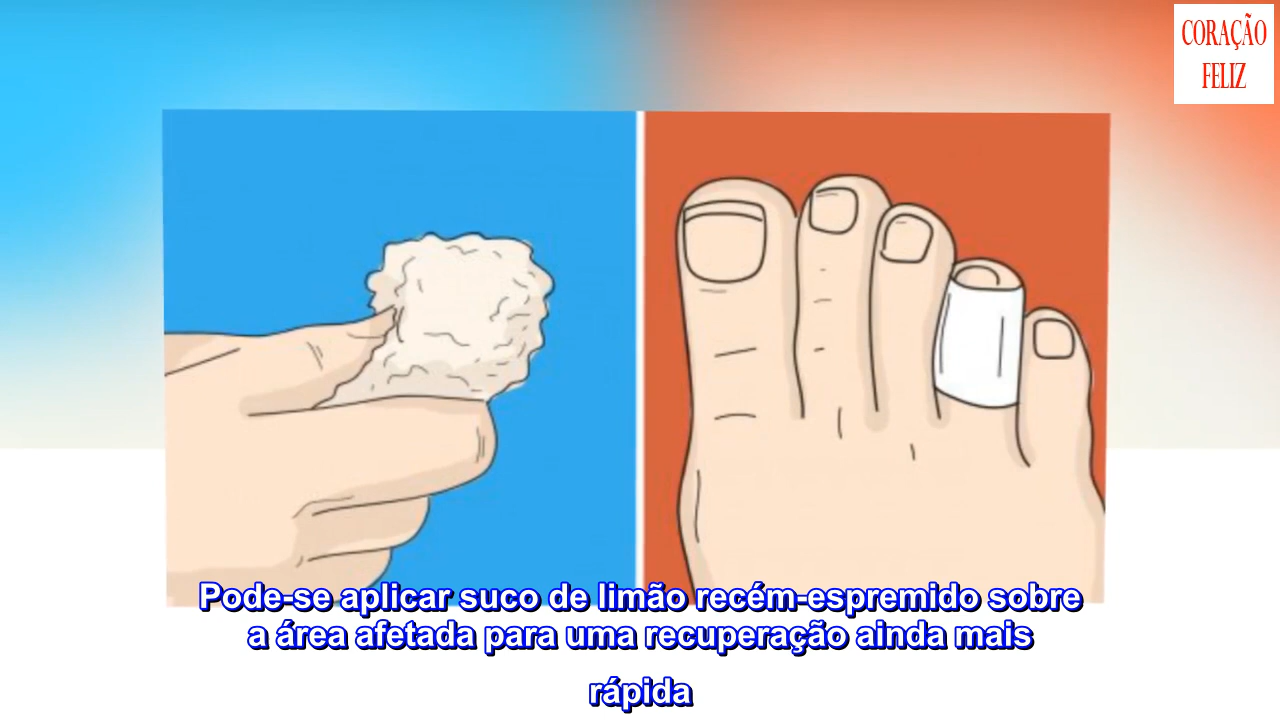 CORAÇÃO
FELIZ
Pode-se aplicar suco de limão recém-espremido sobre
a área afetada para uma recuperação ainda mais
rápida